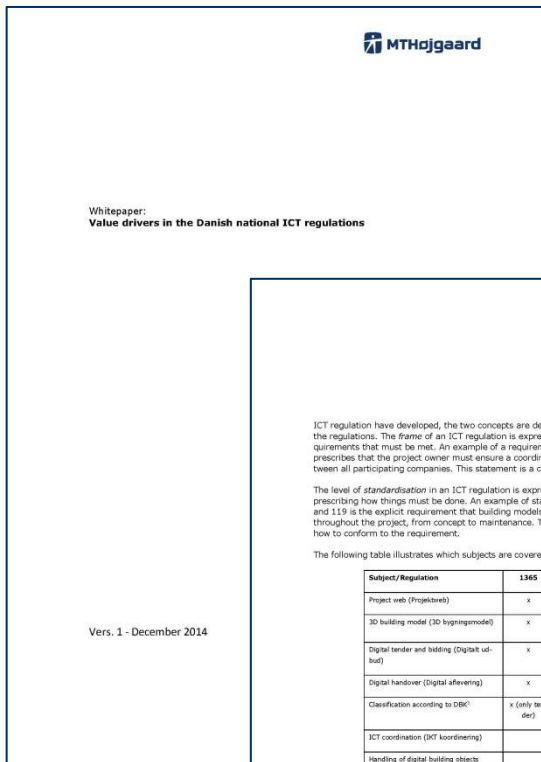 MTHøjgaard
Whitepaper:
Value drivers in the Danish national ICT regulations
Vers. 1 - December 2014
ICT regulation have developed, the two concepts are de
the regulations. The frame of an ICT regulation is expre
quirements that must be met. An example of a requirem
prescribes that the project owner must ensure a coordin
tween all participating companies. This statement is a c
The level of standardisation in an ICT regulation is expr
prescribing how things must be done. An example of sta
and 119 is the explicit requirement that building models
throughout the project, from concept to maintenance. T
how to conform to the requirement.
The following table illustrates which subjects are covere
Subject/Regulation 1365
Project web (Projektweb) x
3D building model (3D bygningsmodel) x
Digital tender and bidding (Digitalt ud- x
bud)
Digital handover (Digital aflevering) x
Classification according to DBK¹ x (only ten
der)
ICT coordination (IKT koordinering)
Handling of digital building objects